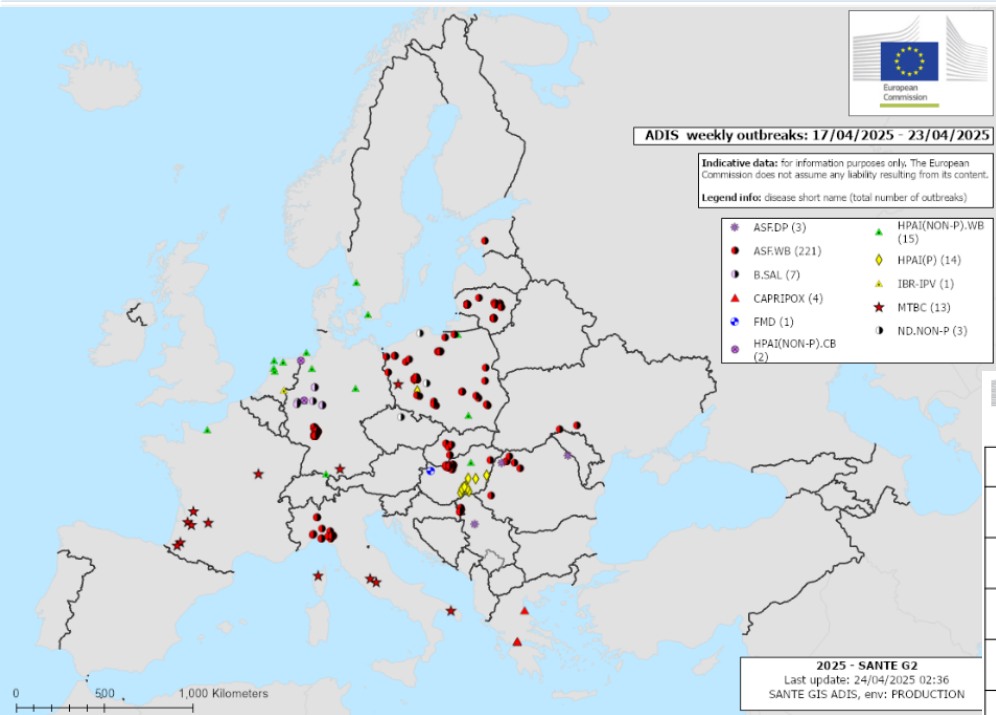 European
Commission
ADIS weekly outbreaks: 17/04/2025 - 23/04/2025
Indicative data: for information purposes only. The European
Commission does not assume any liability resulting from its content.
Legend info: disease short name (total number of outbreaks)
ASF.DP (3)
ASF.WB (221)
B.SAL (7)
CAPRIPOX (4)
FMD (1)
HPAI(NON-P).CB
(2)
HPAI(NON-P).WB
(15)
HPAI(P) (14)
IBR-IPV (1)
MTBC (13)
ND.NON-P (3)
0 500 1,000 Kilometers
2025 - SANTE G2
Last update: 24/04/2025 02:36
SANTE GIS ADIS, env: PRODUCTION